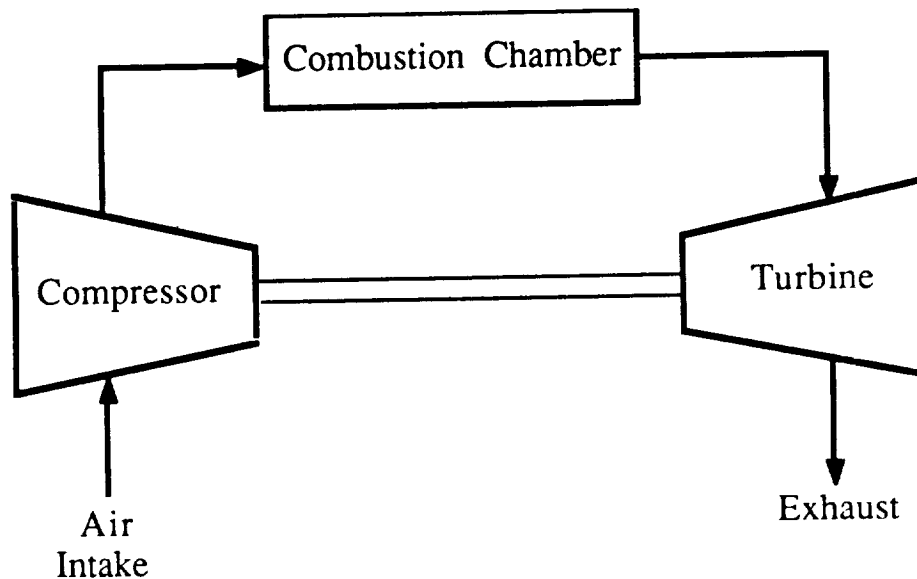 Combustion Chamber
Compressor
Turbine
Air
Intake
Exhaust